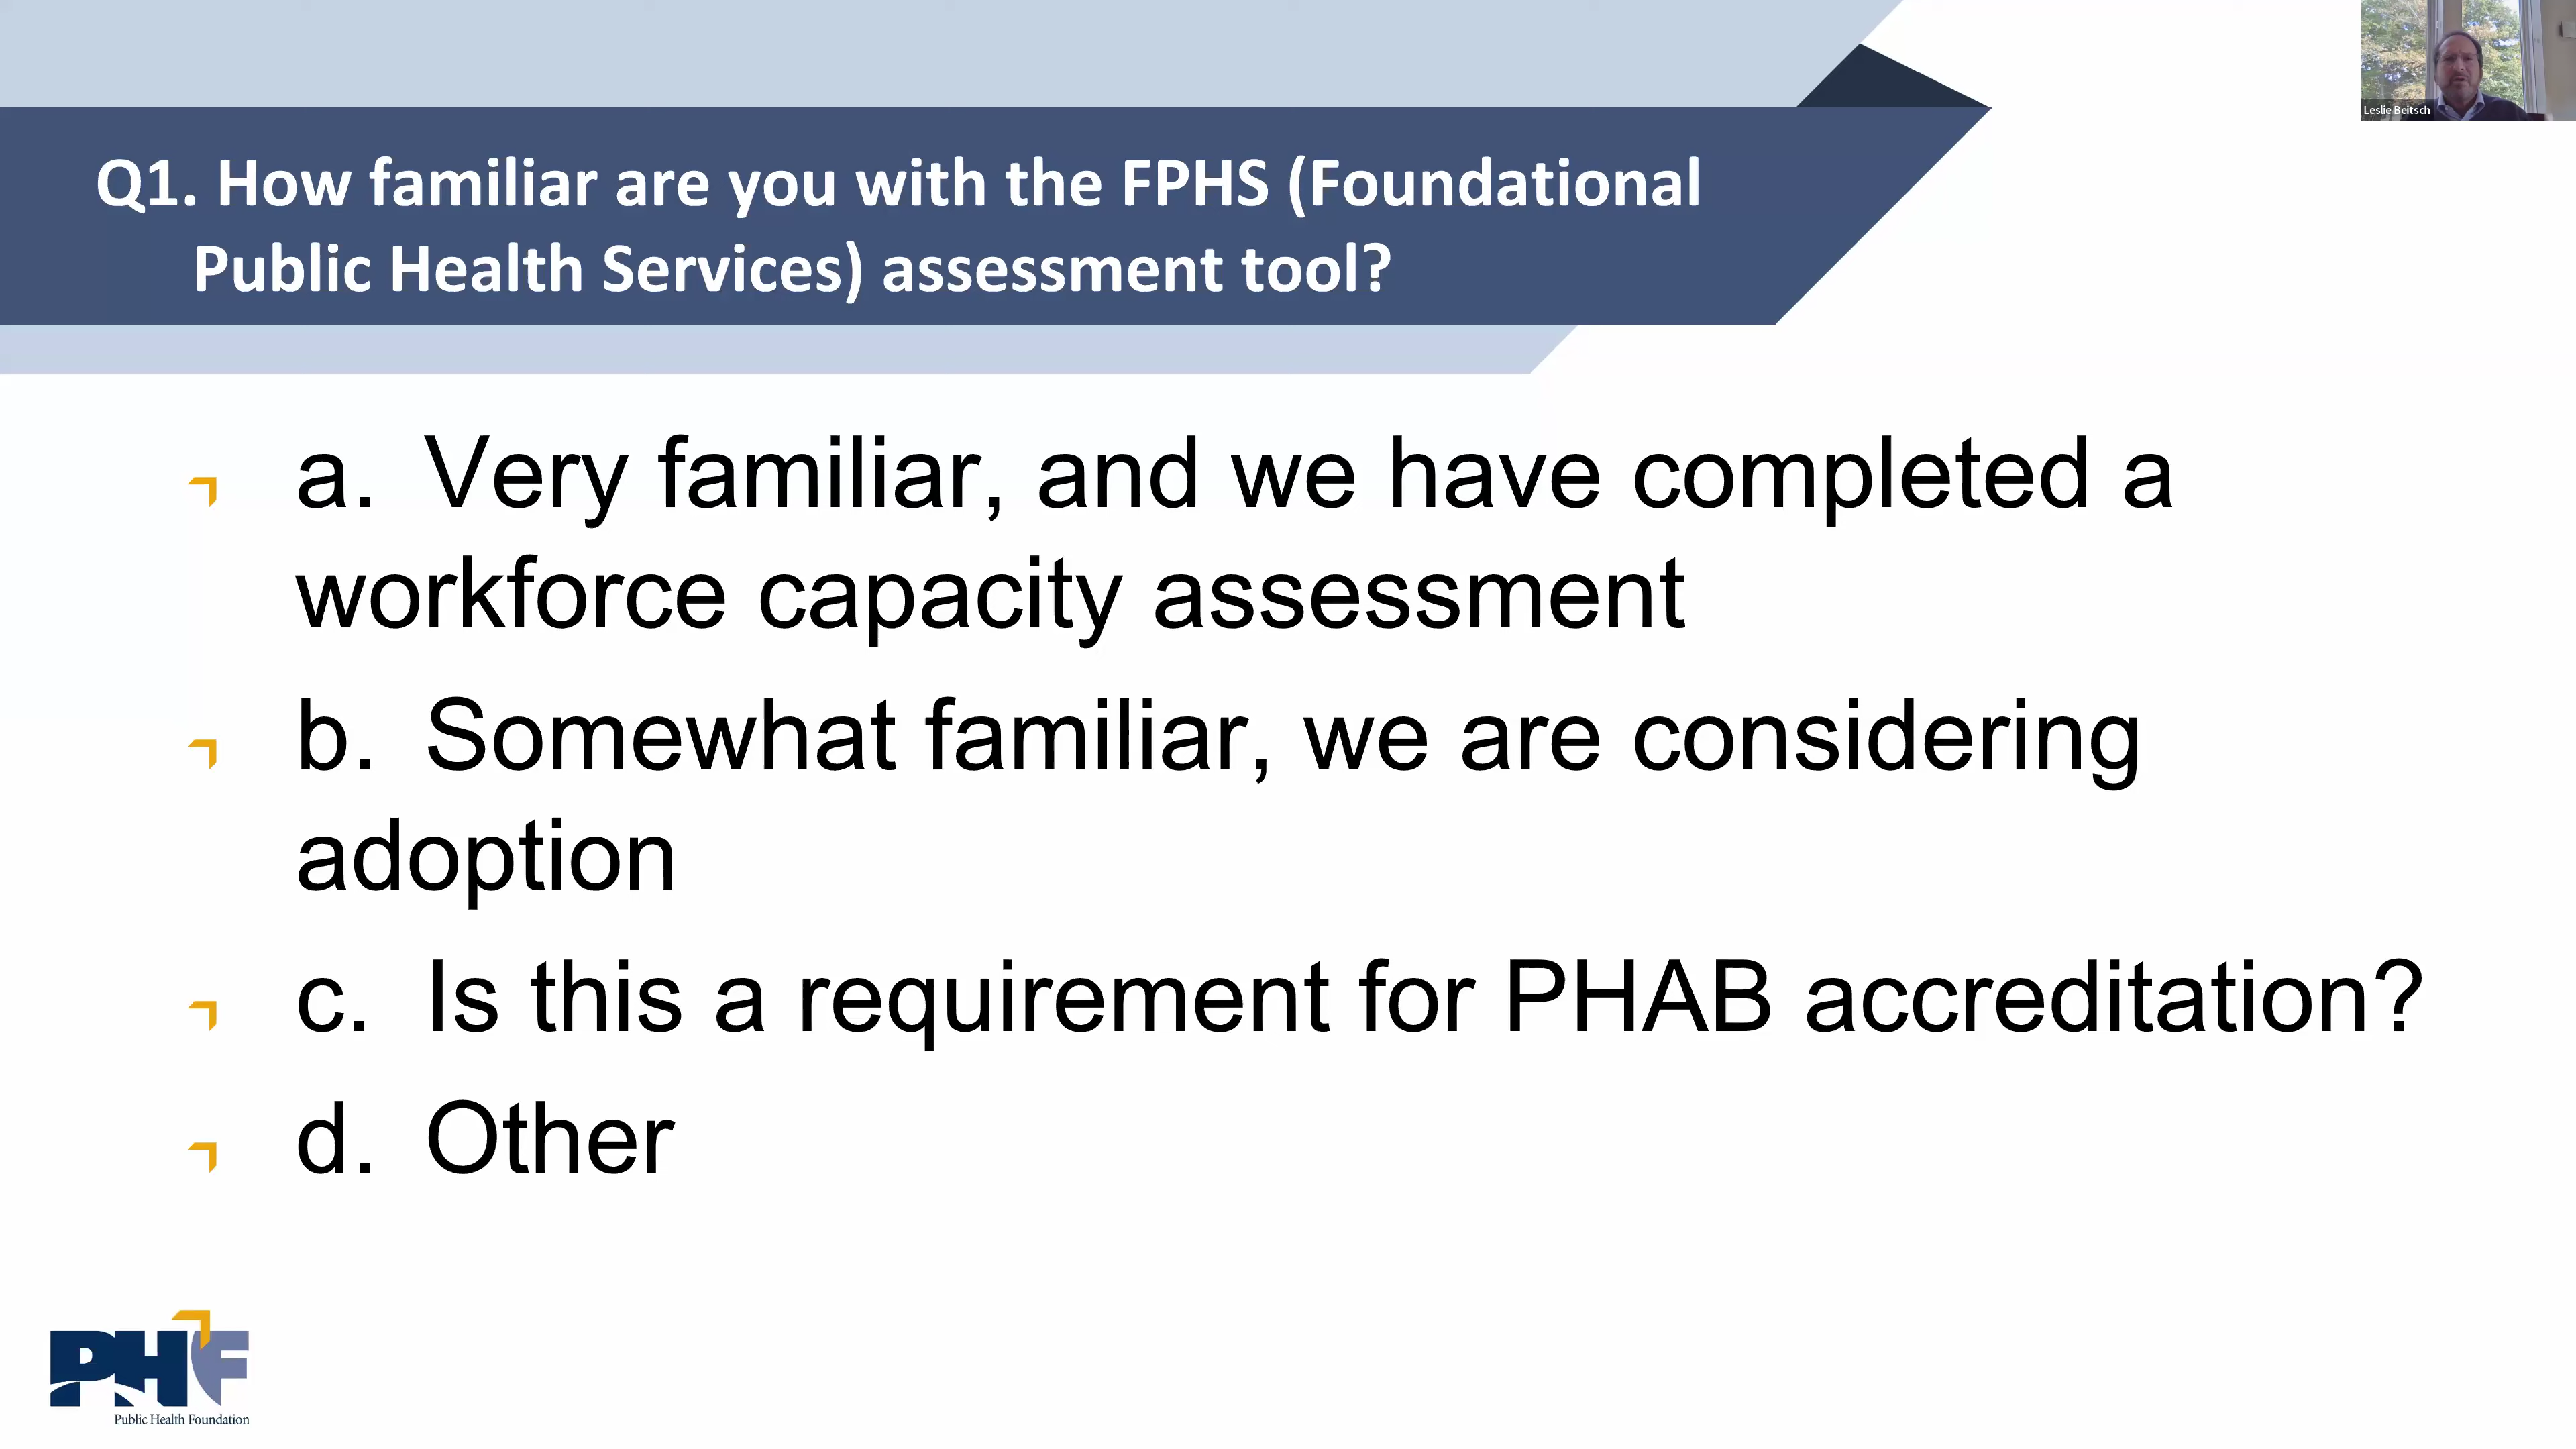 Leslie Beitsch
Q1. How familiar are you with the FPHS (Foundational
Public Health Services) assessment tool?
a. Very familiar, and we have completed a
workforce capacity assessment
b. Somewhat familiar, we are considering
adoption
c. Is this a requirement for PHAB accreditation?
d. Other
PHF
Public Health Foundation